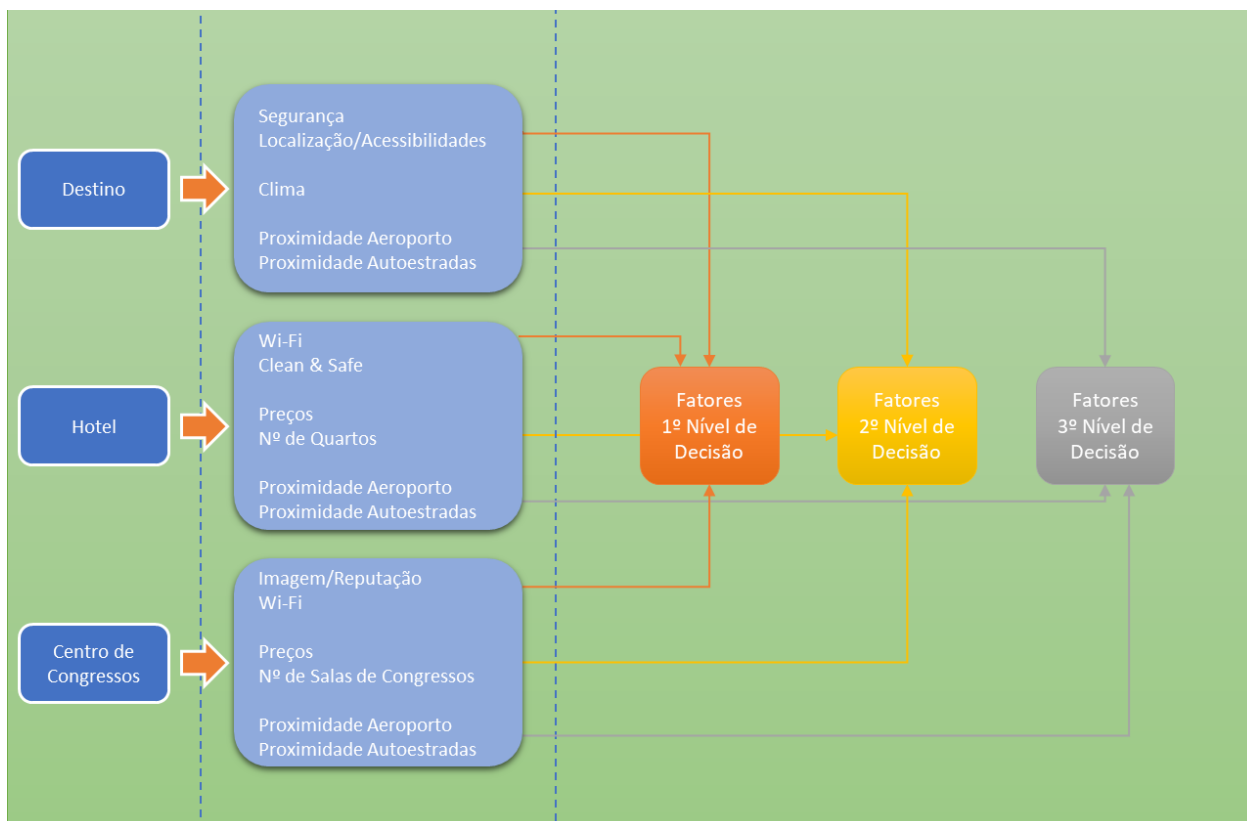 Destino
Segurança
Localização/Acessibilidades
Clima
Proximidade Aeroporto
Proximidade Autoestradas
Hotel
Wi-Fi
Clean & Safe
Preços
Nº de Quartos
Proximidade Aeroporto
Proximidade Autoestradas
Centro de
Congressos
Imagem/Reputação
Wi-Fi
Preços
Nº de Salas de Congressos
Proximidade Aeroporto
Proximidade Autoestradas
Fatores
1º Nível de
Decisão
Fatores
2º Nível de
Decisão
Fatores
3º Nível de
Decisão